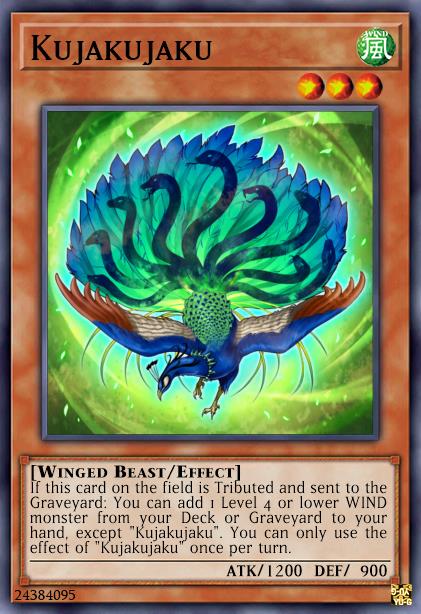 Kujakujaku
WIND
風
[Winged Beast/Effect]
If this card on the field is Tributed and sent to the
Graveyard: You can add 1 Level 4 or lower WIND
monster from your Deck or Graveyard to your
hand, except "Kujakujaku". You can only use the
effect of "Kujakujaku" once per turn.
ATK/1200 DEF/ 900
24384095